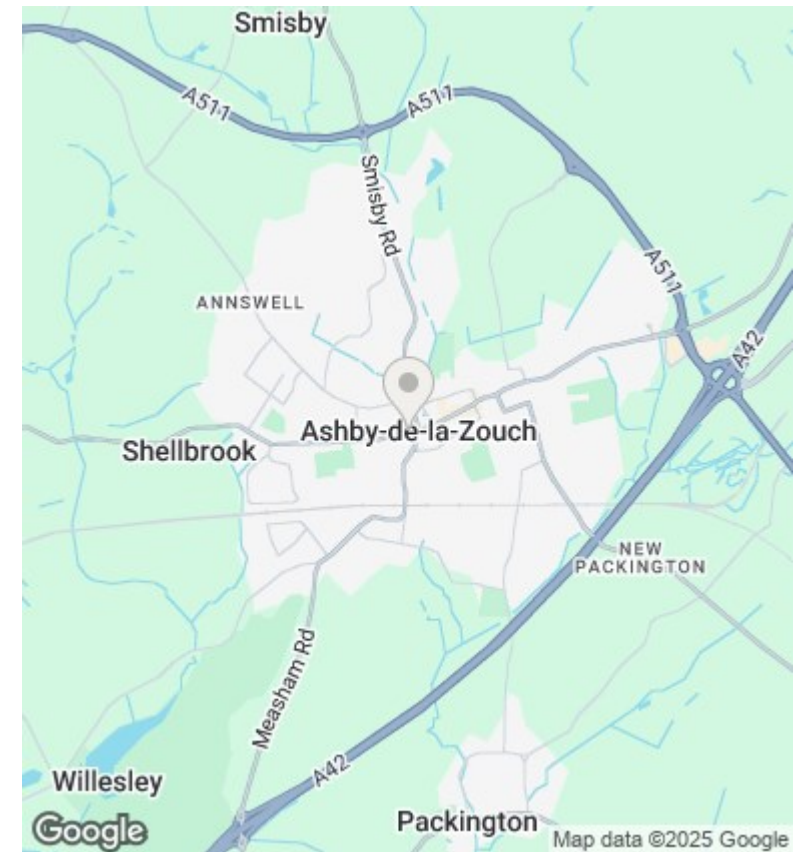 Smisby
A511
A511
Smisby Rd
A511
ANNSWELL
A42
Ashby-de-la-Zouch
Shellbrook
NEW
PACKINGTON
Measham Rd
Willesley
A42
Packington
Google
Map data ©2025 Google